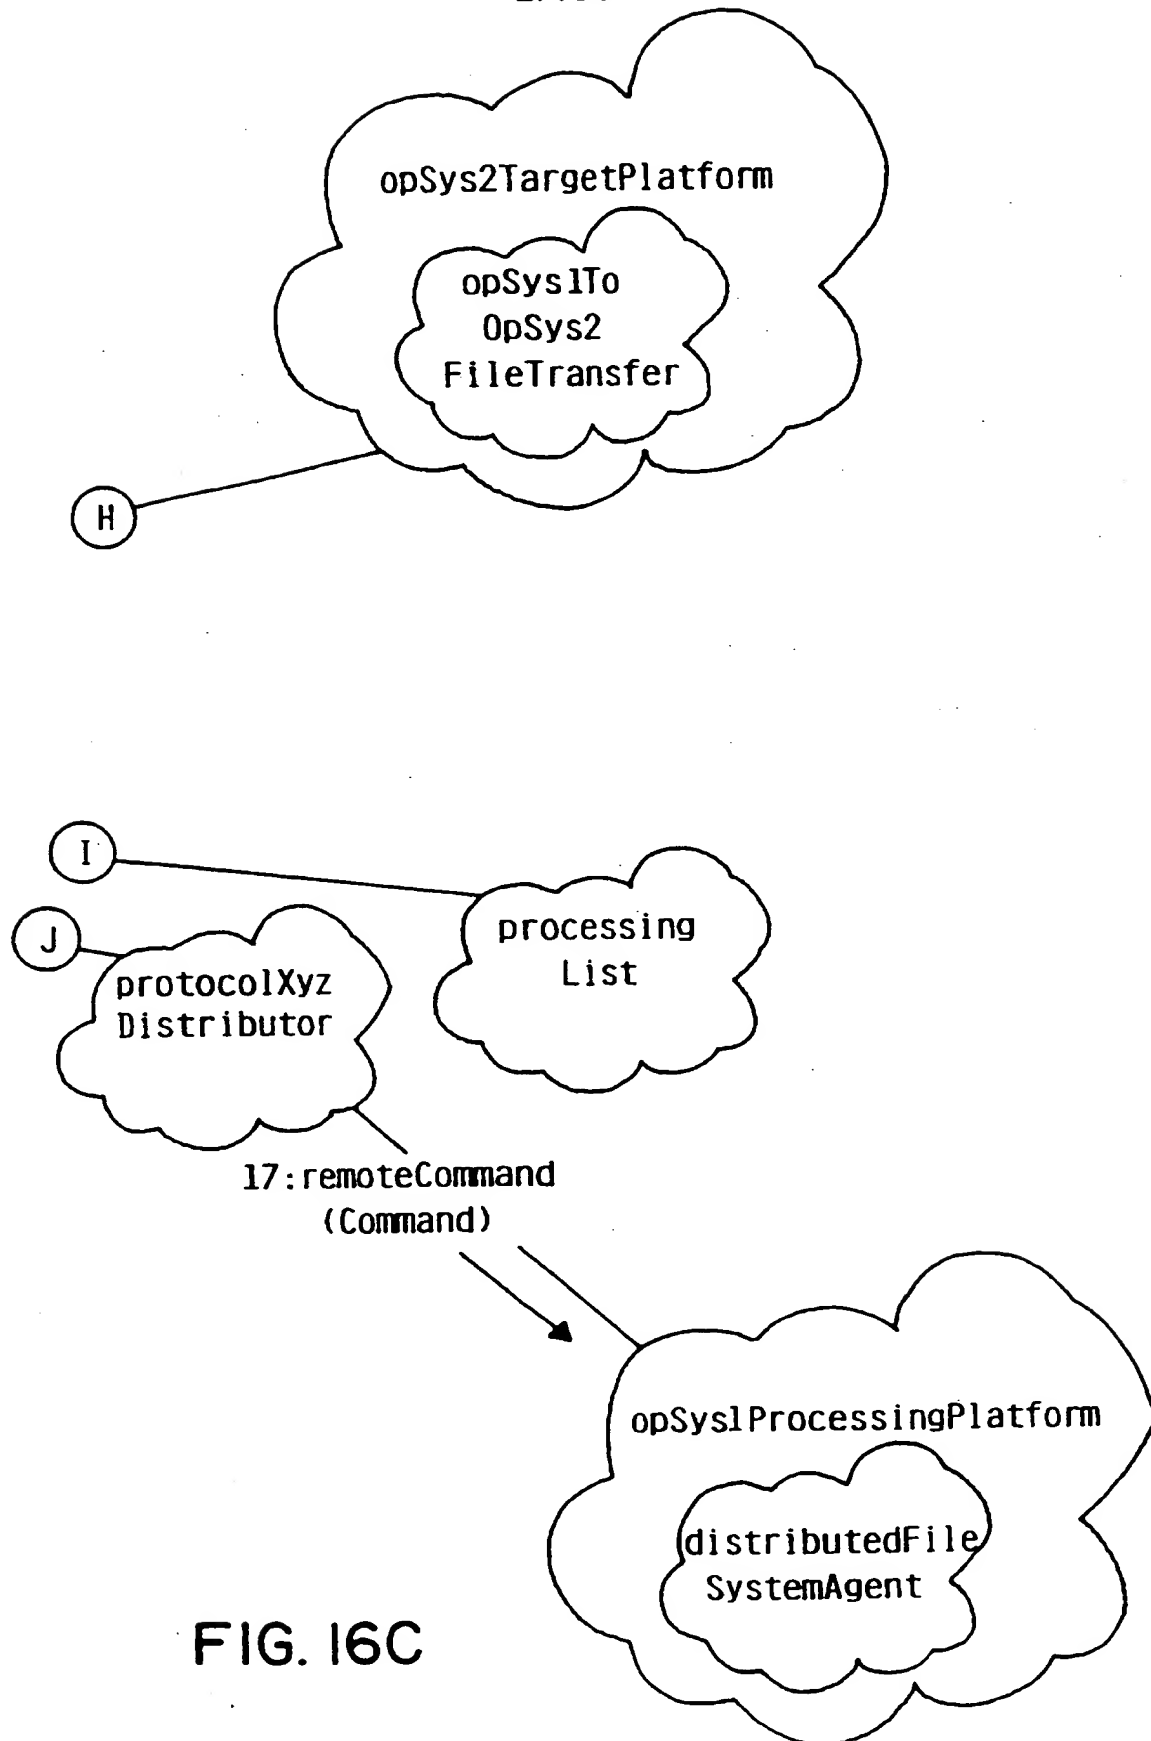 opSys2TargetPlatform
opSys1To
OpSys2
FileTransfer
H
I
J
processing
List
protocolXyz
Distributor
17:remoteCommand
(Command)
opSys1ProcessingPlatform
distributedFile
SystemAgent
FIG. 16C